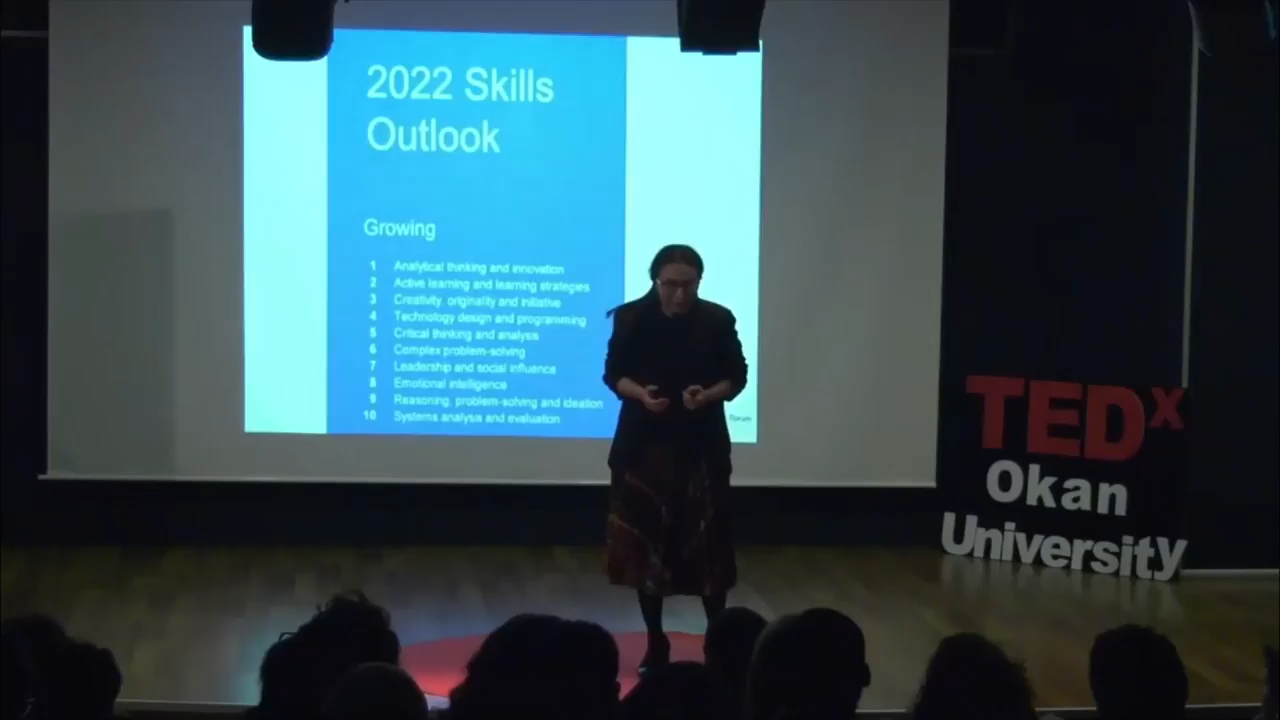 2022 Skills
Outlook
Growing
1 Analytical thinking and innovation
2 Active learning and learning strategies
3 Creativity, originality and initiative
4 Technology design and programming
5 Critical thinking and analysis
6 Complex problem-solving
7 Leadership and social influence
8 Emotional intelligence
9 Reasoning, problem-solving and ideation
10 Systems analysis and evaluation
Forum
TEDx
Okan
University